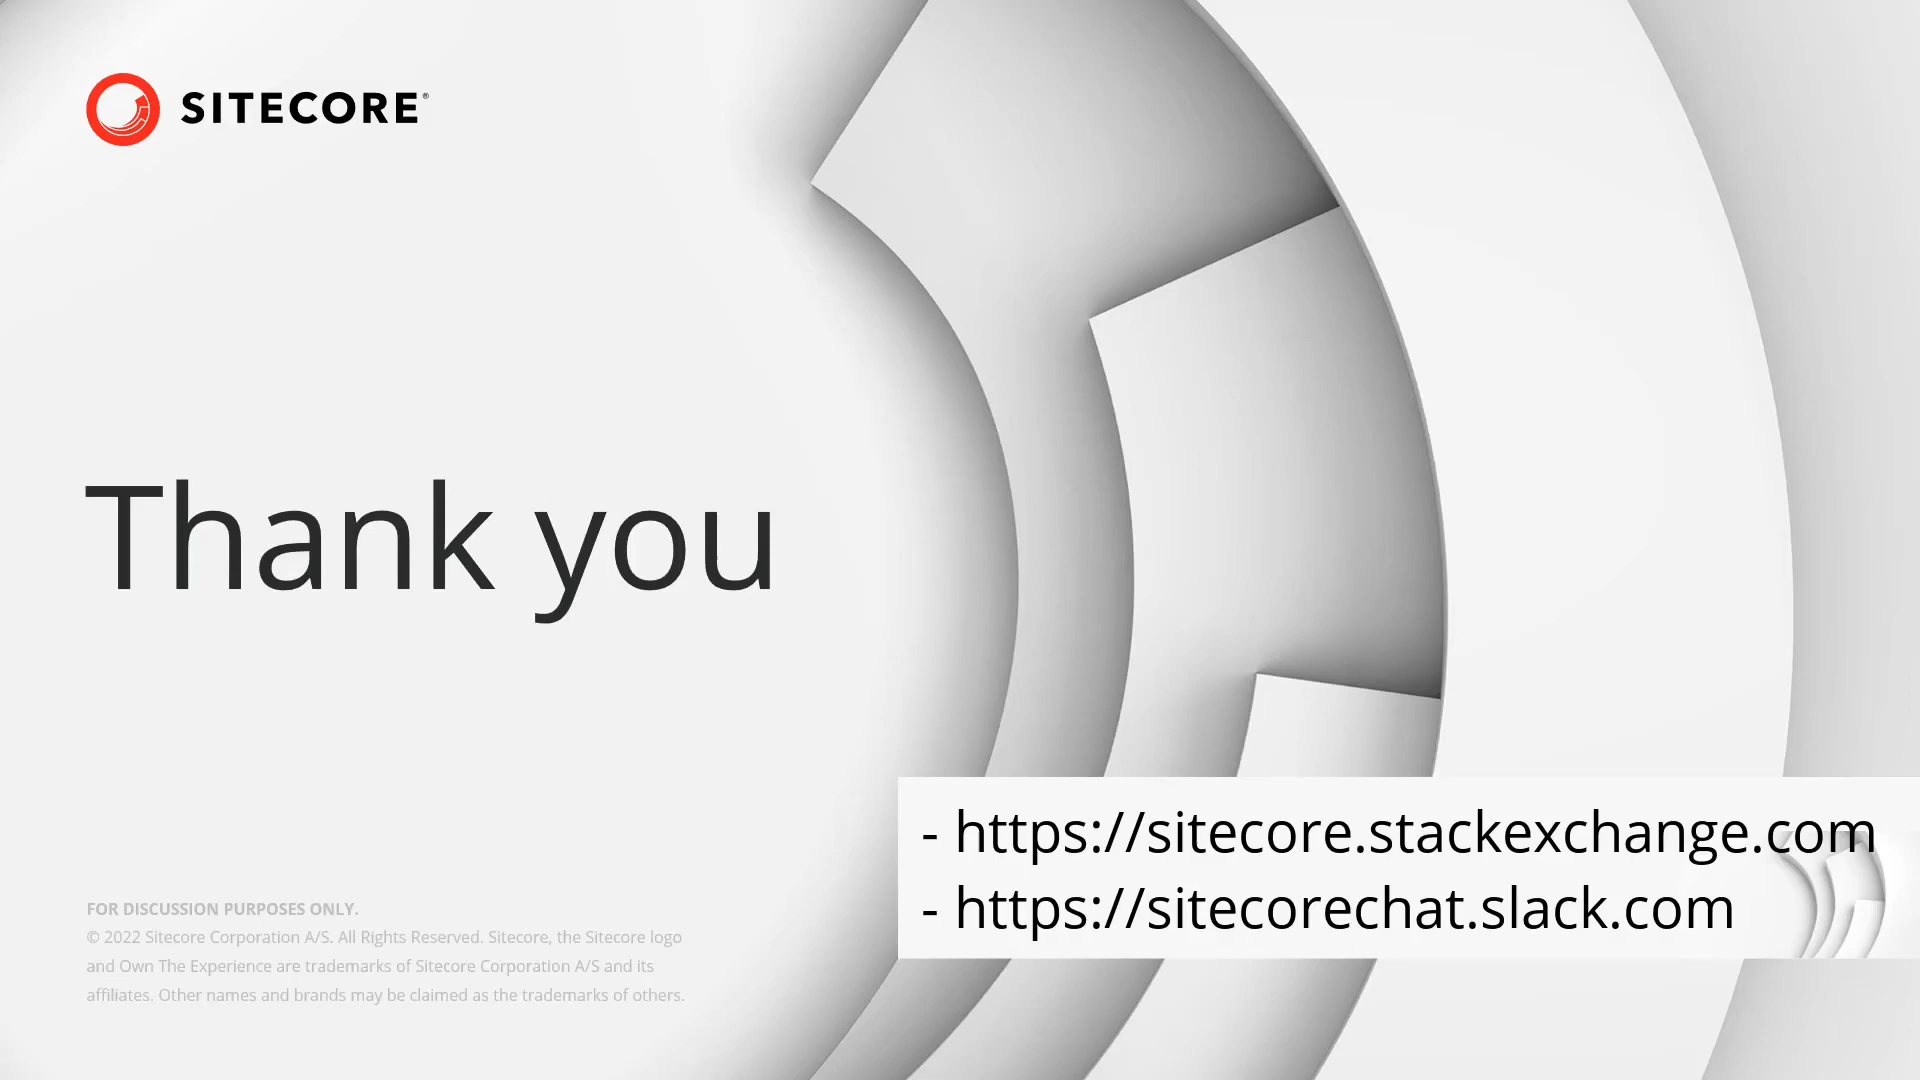 SITECORE®
Thank you
- https://sitecore.stackexchange.com
- https://sitecorechat.slack.com
FOR DISCUSSION PURPOSES ONLY.
© 2022 Sitecore Corporation A/S. All Rights Reserved. Sitecore, the Sitecore logo
and Own The Experience are trademarks of Sitecore Corporation A/S and its
affiliates. Other names and brands may be claimed as the trademarks of others.